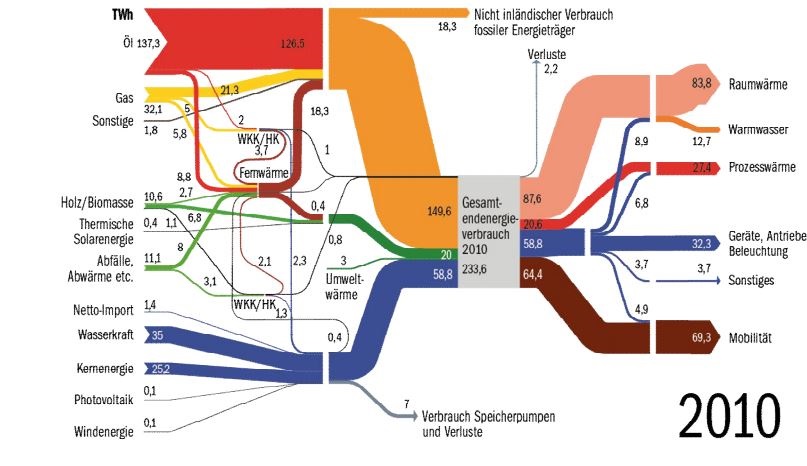 TWh
Öl 137,3
126,5
Gas
32,1
21,3
5
5,8
Sonstige
1,8
2
WKK/HK
3,7
18,3
1
Fernwärme
8,8
Holz/Biomasse
10,6
2,7
Thermische
Solarenergie
0,4
1,1
6,8
0,4
0,8
Abfälle,
Abwärme etc.
11,1
8
3,1
2,1
2,3
3
Umwelt-
wärme
WKK/HK
1,3
0,4
Netto-Import
1,4
Wasserkraft
35
Kernenergie
25,2
Photovoltaik
0,1
Windenergie
0,1
Nicht inländischer Verbrauch
fossiler Energieträger
18,3
Verluste
2,2
149,6
20
58,8
Gesamt-
endenergie-
verbrauch
2010
233,6
87,6
20,6
58,8
64,4
7
Verbrauch Speicherpumpen
und Verluste
83,8
Raumwärme
8,9
12,7
Warmwasser
27,4
Prozesswärme
6,8
32,3
Geräte, Antriebe
Beleuchtung
3,7
3,7
Sonstiges
4,9
69,3
Mobilität
2010